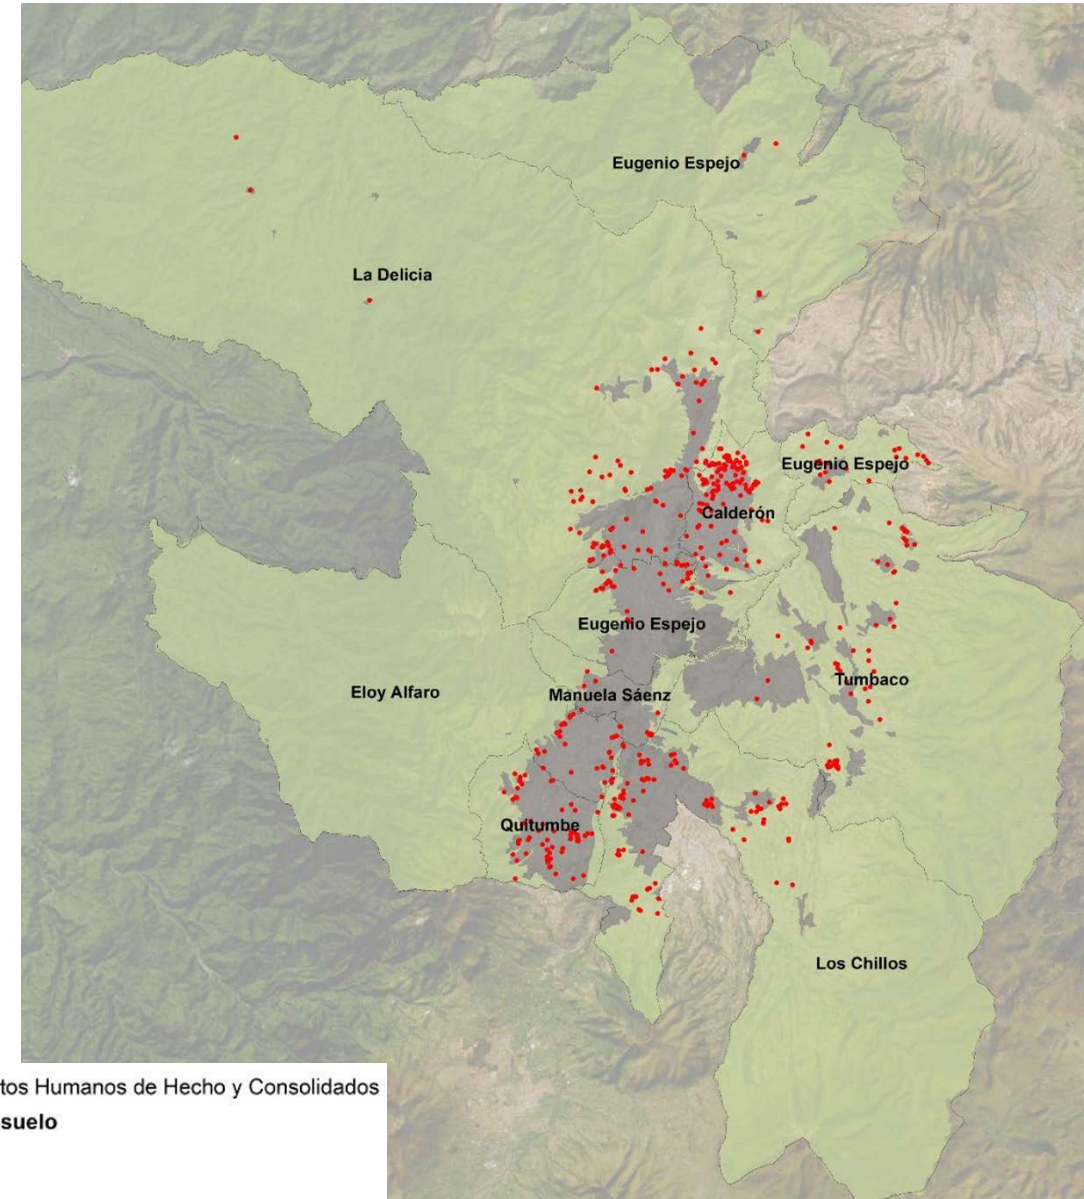 Eugenio Espejo
La Delicia
Eugenio Espejo
Calderón
Eugenio Espejo
Tumbaco
Eloy Alfaro
Manuela Sáenz
Quitumbe
Los Chillos
tos Humanos de Hecho y Consolidados
suelo